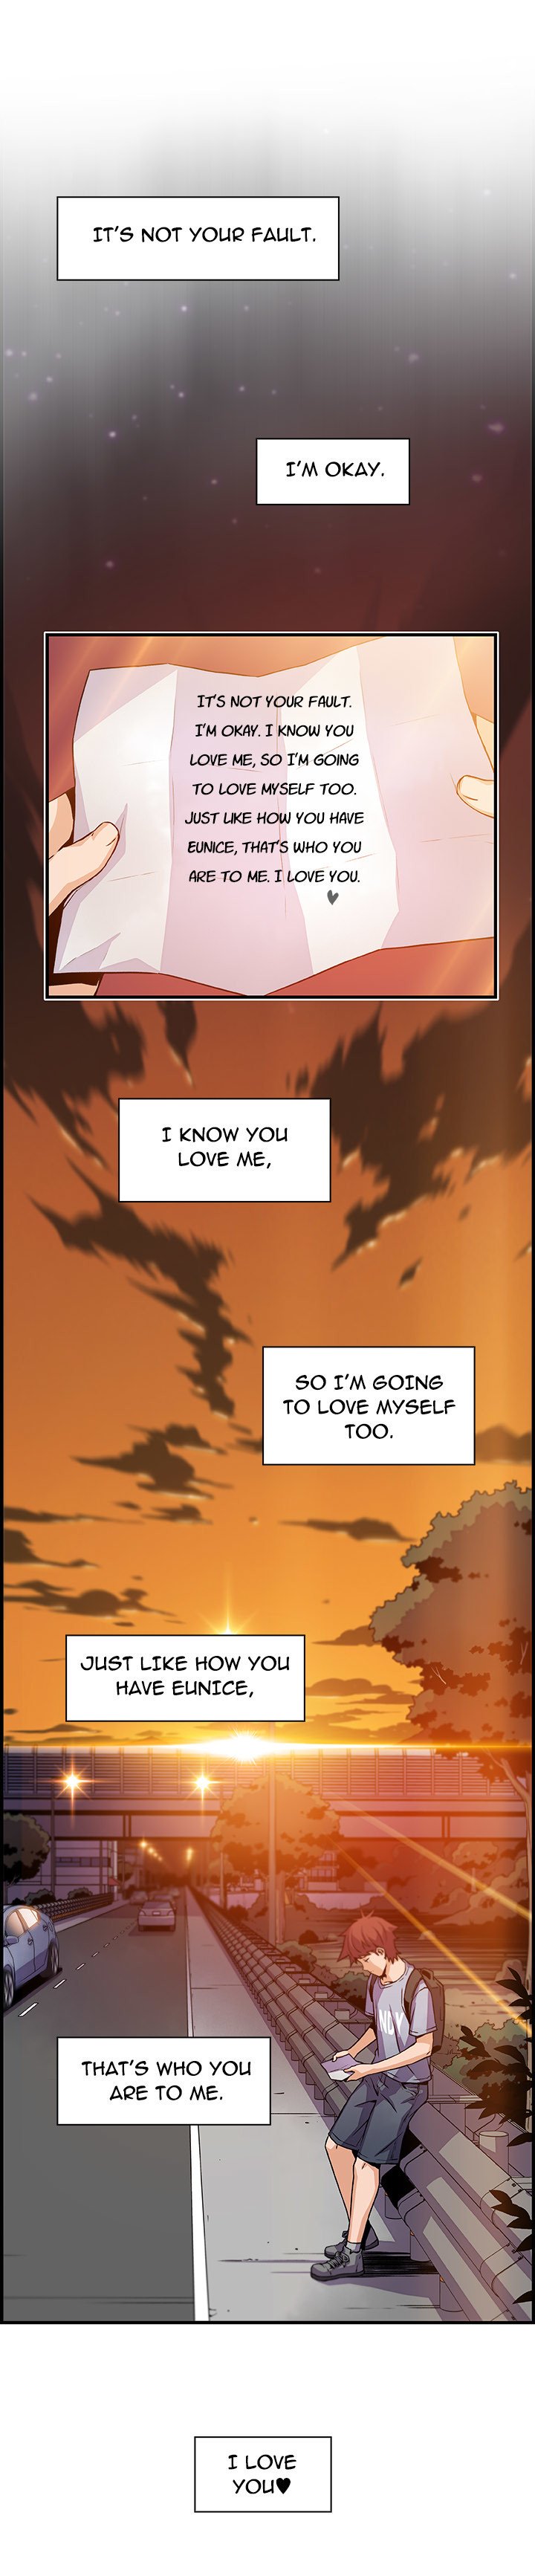 IT'S NOT YOUR FAULT.
I'M OKAY.
IT'S NOT YOUR FAULT.
I'M OKAY. I KNOW YOU
LOVE ME, SO I'M GOING
TO LOVE MYSELF TOO.
JUST LIKE HOW YOU HAVE
EUNICE, THAT'S WHO YOU
ARE TO ME. I LOVE YOU.
♥
I KNOW YOU
LOVE ME,
SO I'M GOING
TO LOVE MYSELF
TOO.
JUST LIKE HOW YOU
HAVE EUNICE,
THAT'S WHO YOU
ARE TO ME.
I LOVE
YOU♥